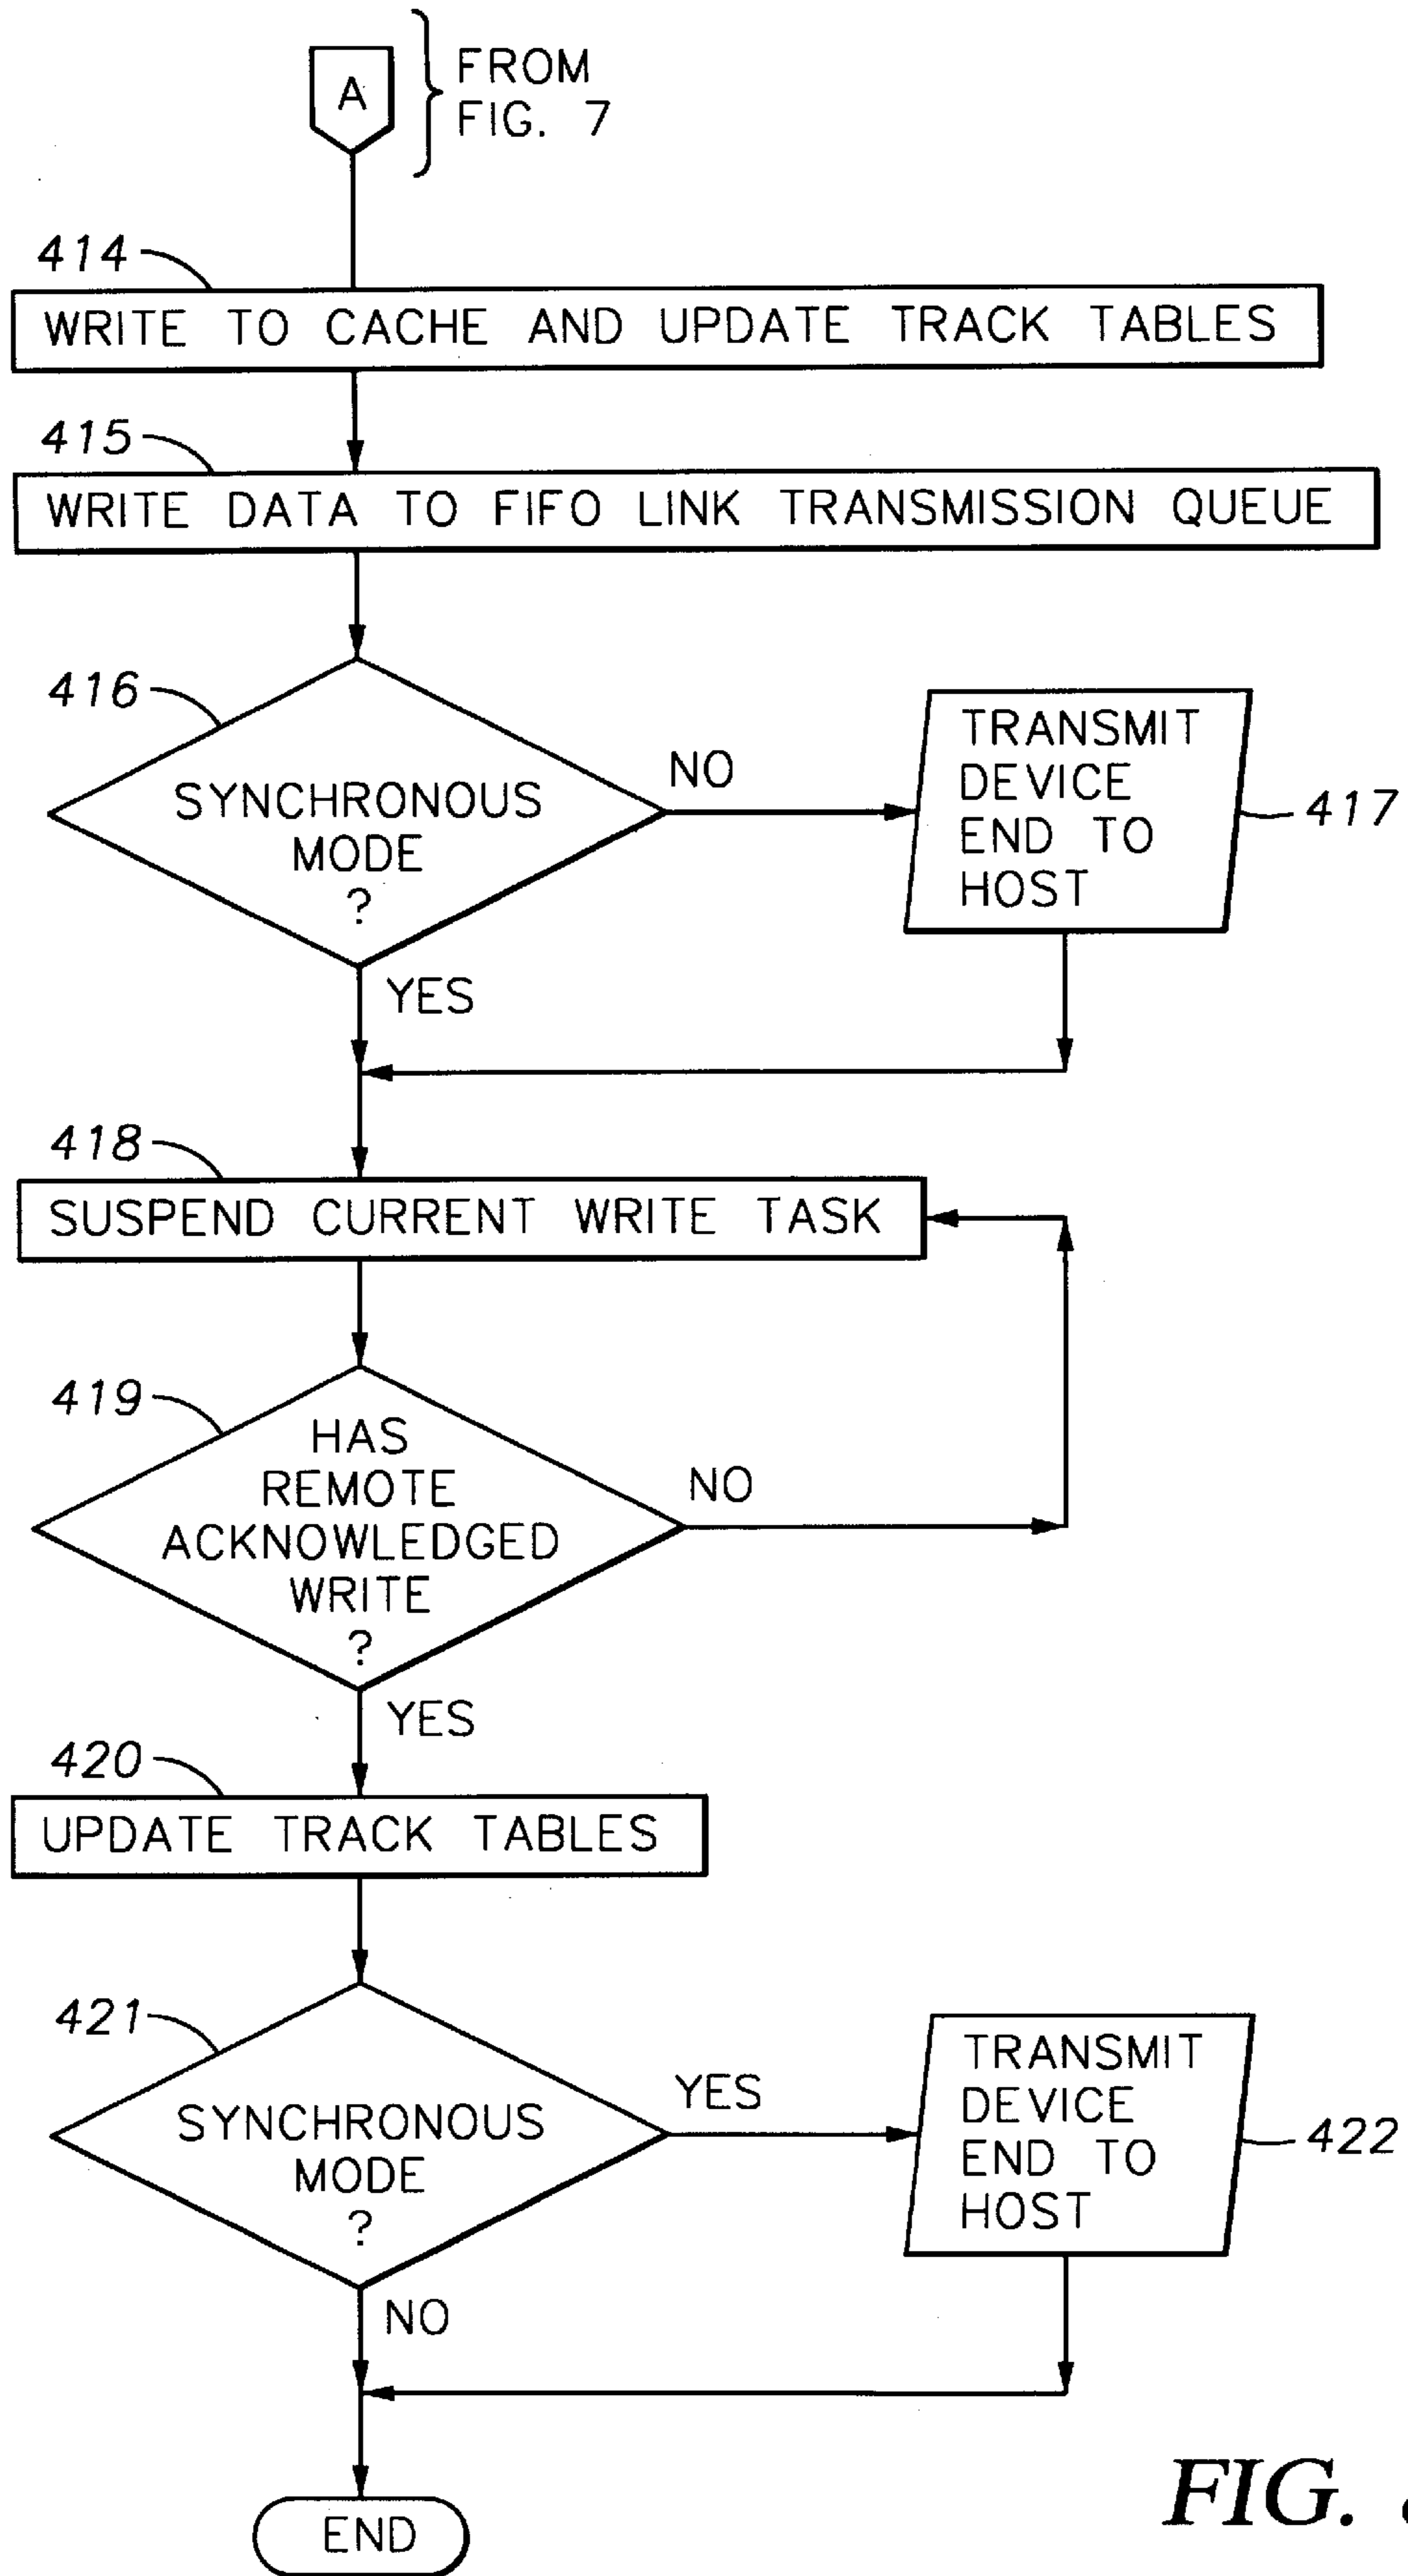 A
FROM
FIG. 7
414
WRITE TO CACHE AND UPDATE TRACK TABLES
415
WRITE DATA TO FIFO LINK TRANSMISSION QUEUE
416
SYNCHRONOUS
MODE
?
NO
TRANSMIT
DEVICE
END TO
HOST
417
YES
418
SUSPEND CURRENT WRITE TASK
419
HAS
REMOTE
ACKNOWLEDGED
WRITE
?
NO
YES
420
UPDATE TRACK TABLES
421
SYNCHRONOUS
MODE
?
YES
TRANSMIT
DEVICE
END TO
HOST
422
NO
END
FIG.